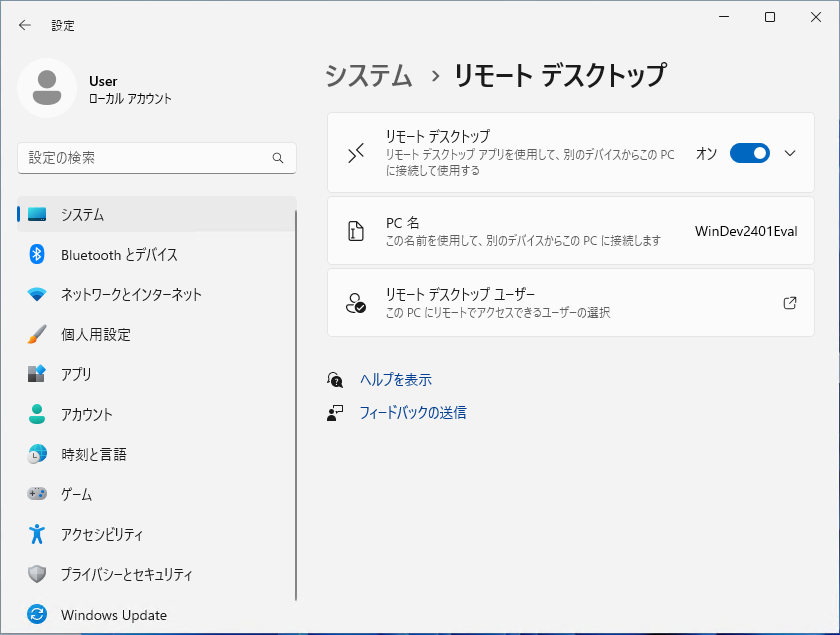 設定
User
ローカル アカウント
設定の検索
システム
Bluetooth とデバイス
ネットワークとインターネット
個人用設定
アプリ
アカウント
時刻と言語
ゲーム
アクセシビリティ
プライバシーとセキュリティ
Windows Update
システム › リモート デスクトップ
リモート デスクトップ
リモート デスクトップ アプリを使用して、別のデバイスからこの PC
に接続して使用する
オン
PC 名
この名前を使用して、別のデバイスからこの PC に接続します
WinDev2401Eval
リモート デスクトップ ユーザー
この PC にリモートでアクセスできるユーザーの選択
ヘルプを表示
フィードバックの送信